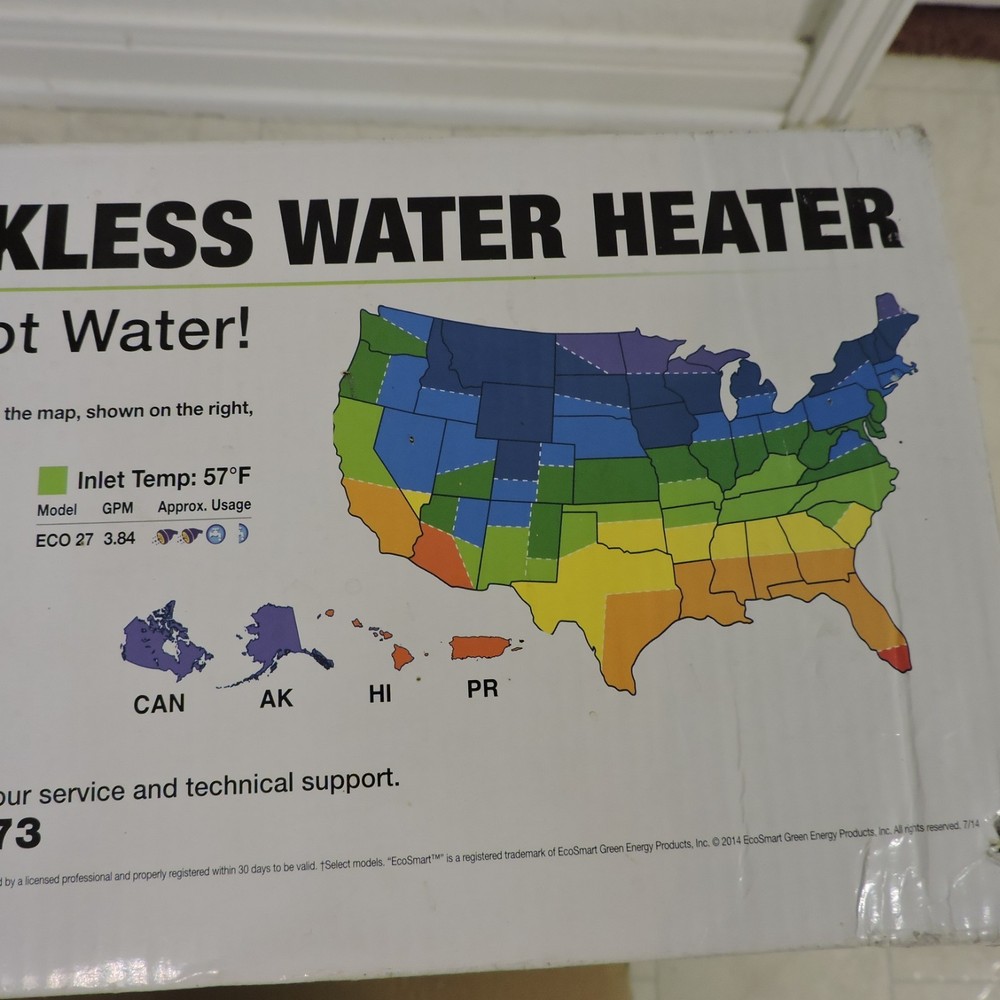 KLESS WATER HEATER
ot Water!
the map, shown on the right,
Inlet Temp: 57°F
Model GPM Approx. Usage
ECO 27 3.84
CAN AK HI PR
our service and technical support.
73
d by a licensed professional and properly registered within 30 days to be valid. †Select models. "EcoSmart™" is a registered trademark of EcoSmart Green Energy Products, Inc. © 2014 EcoSmart Green Energy Products, Inc. All rights reserved. 7/14